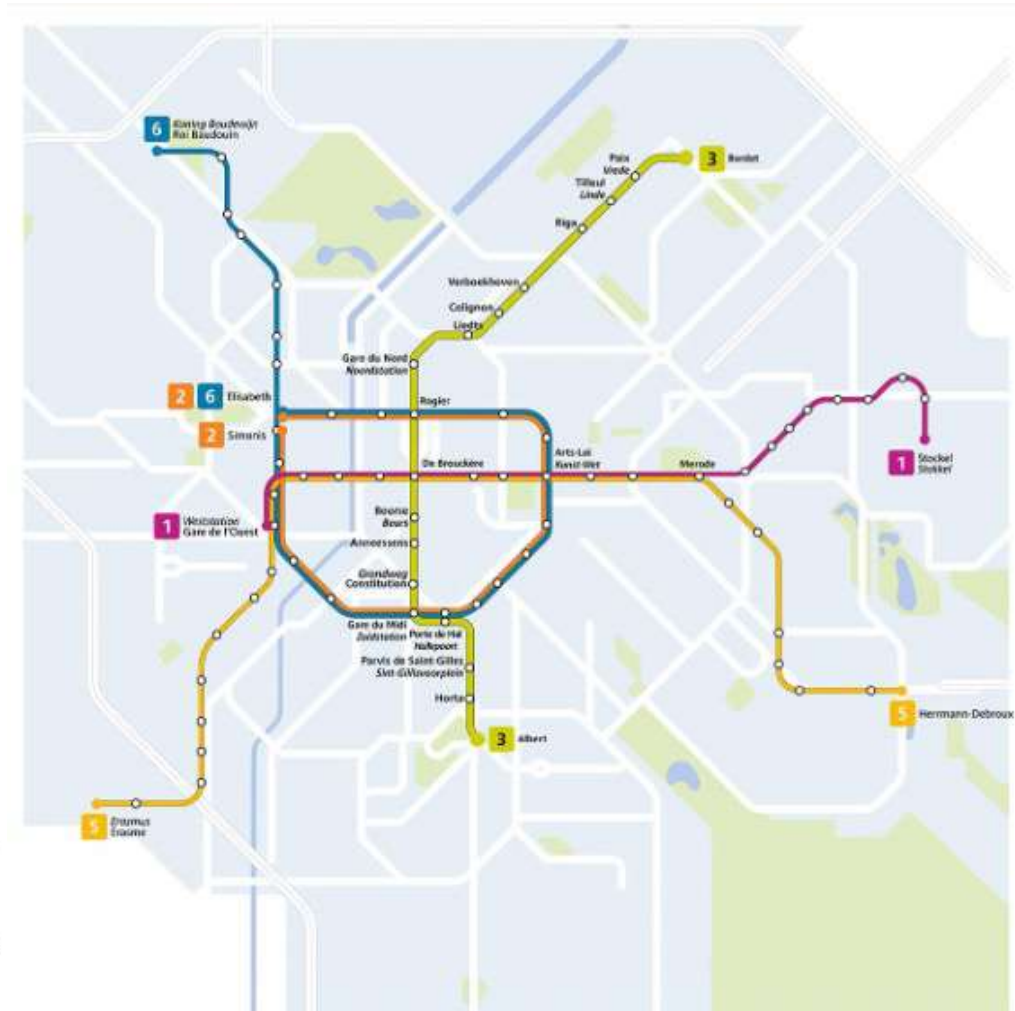 6
Koning Boudewijn
Roi Baudouin
3
Bordet
Paix
Vrede
Tilleul
Linde
Riga
Verboekhoven
Colignon
Liedts
Gare du Nord
Noordstation
2
6
Elisabeth
Rogier
2
Simonis
De Brouckère
Arts-Loi
Kunst-Wet
Merode
1
Stockel
Stokkel
1
Weststation
Gare de l'Ouest
Bourse
Beurs
Anneessens
Grondweg
Constitution
Gare du Midi
Zuidstation
Porte de Hal
Hallepoort
Parvis de Saint-Gilles
Sint-Gillisvoorplein
Horta
3
Albert
5
Herrmann-Debroux
5
Erasmus
Erasme